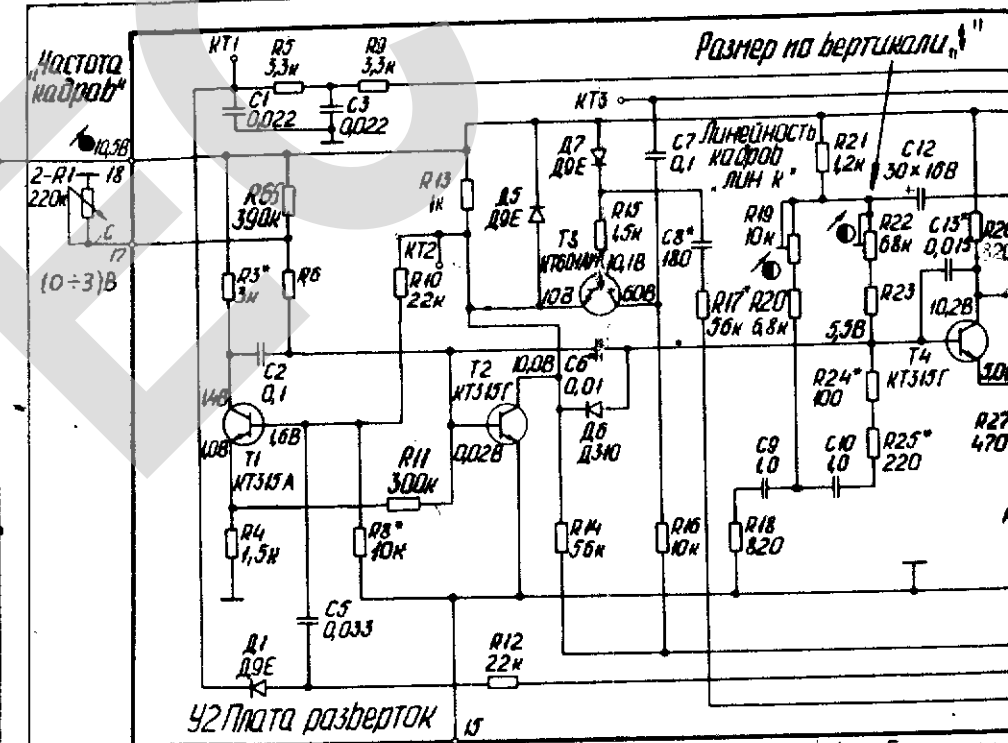 КТ1
R5
3,3к
R9
3,3к
Размер по вертикали „ "
„Частота
кадров"
C1
0,022
C3
0,022
КТ3
10,5В
Д7
Д9Е
C7
0,1
Линейность
кадров
„ЛИН К"
R21
1,2к
C12
30×16В
+
2-R1
220к
18
R66
390к
R13
1к
Д5
Д9Е
R15
1,5к
Т3
C8*
180
R19
10к
R22
68к
C13*
0,015
С
17
(0÷3)В
R3*
3к
R6
КТ2
R10
22к
10,1В
10В
60В
R17*
56к
R20
6,8к
R23
10,2В
5,5В
C2
0,1
Т2
КТ315Г
10,0В
C6*
0,01
Т4
КТ315Г
R24*
100
1,4В
1,0В
1,6В
0,02В
Д6
Д310
Т1
КТ315А
R11
300к
C9
1,0
C10
1,0
R25*
220
R27
470
R4
1,5к
R8*
10к
R14
56к
R16
10к
R18
820
C5
0,033
Д1
Д9Е
R12
22к
У2 Плата разверток
15